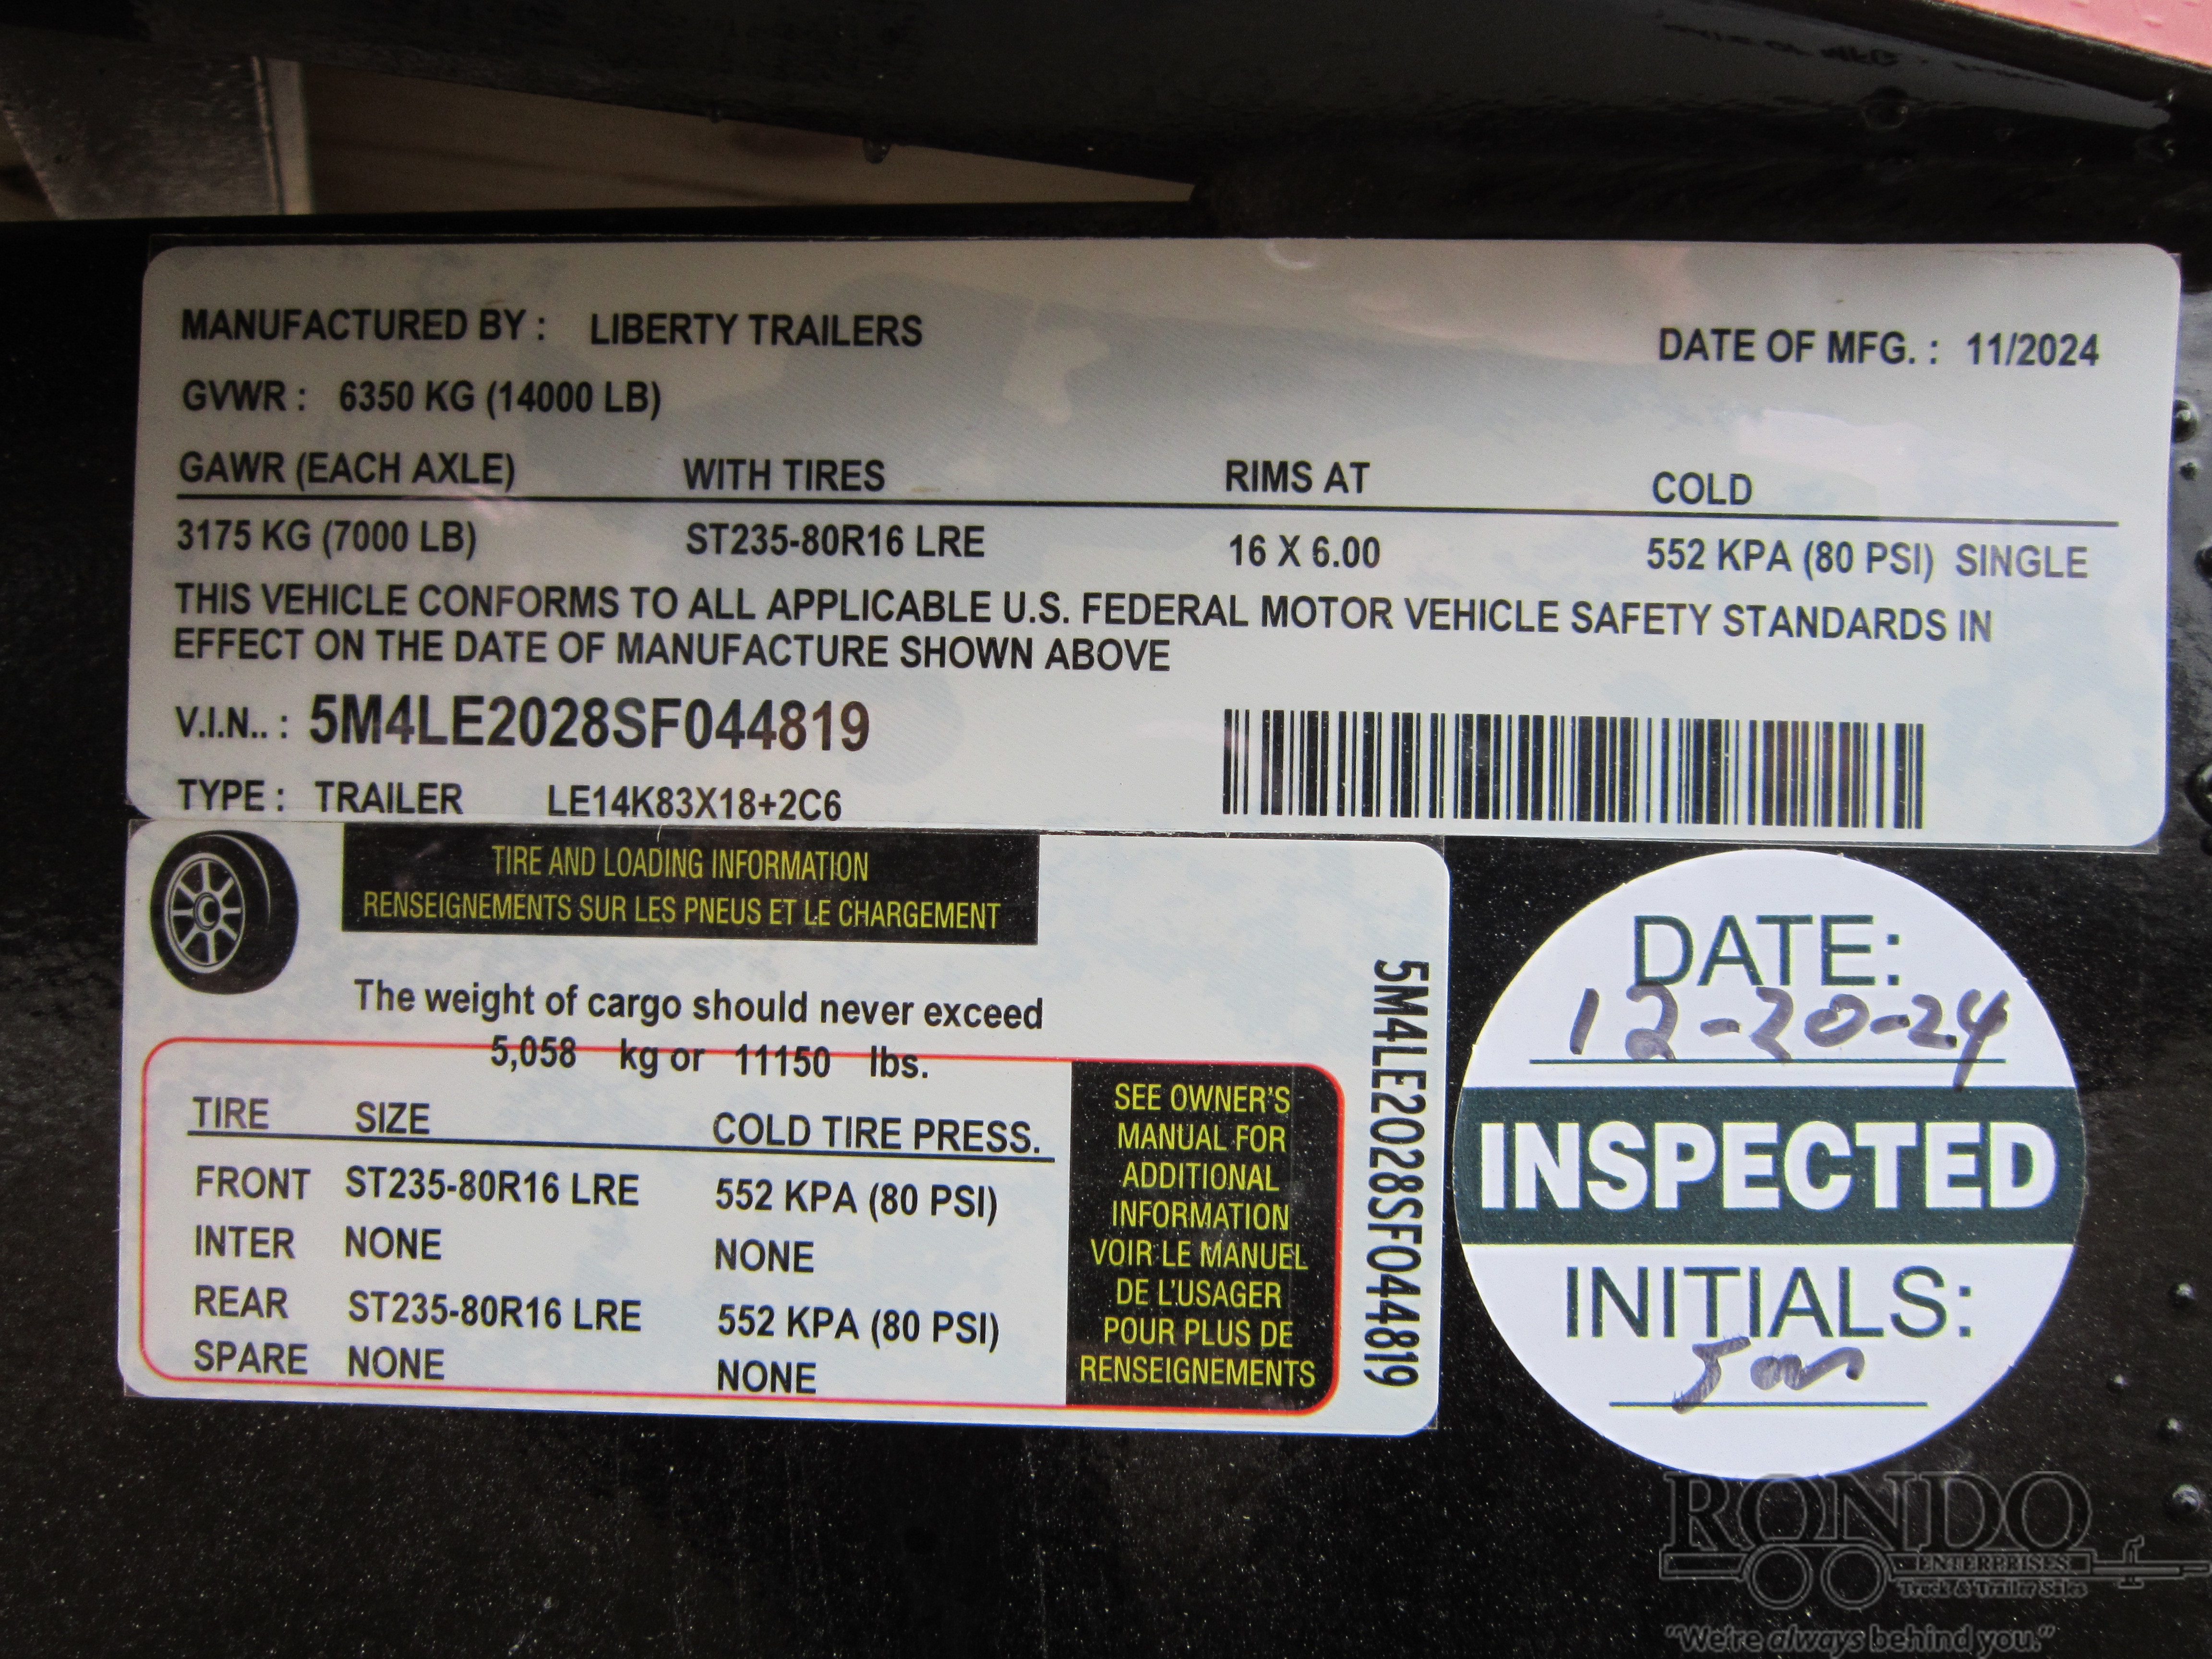 MANUFACTURED BY : LIBERTY TRAILERS
DATE OF MFG. : 11/2024
GVWR : 6350 KG (14000 LB)
GAWR (EACH AXLE) WITH TIRES RIMS AT COLD
3175 KG (7000 LB) ST235-80R16 LRE 16 X 6.00 552 KPA (80 PSI) SINGLE
THIS VEHICLE CONFORMS TO ALL APPLICABLE U.S. FEDERAL MOTOR VEHICLE SAFETY STANDARDS IN
EFFECT ON THE DATE OF MANUFACTURE SHOWN ABOVE
V.I.N.. : 5M4LE2028SF044819
TYPE : TRAILER LE14K83X18+2C6
TIRE AND LOADING INFORMATION
RENSEIGNEMENTS SUR LES PNEUS ET LE CHARGEMENT
The weight of cargo should never exceed
5,058 kg or 11150 lbs.
TIRE SIZE COLD TIRE PRESS.
FRONT ST235-80R16 LRE 552 KPA (80 PSI)
INTER NONE NONE
REAR ST235-80R16 LRE 552 KPA (80 PSI)
SPARE NONE NONE
SEE OWNER'S
MANUAL FOR
ADDITIONAL
INFORMATION
VOIR LE MANUEL
DE L'USAGER
POUR PLUS DE
RENSEIGNEMENTS
5M4LE2028SF044819
DATE:
12-20-24
INSPECTED
INITIALS:
RONDO
ENTERPRISES
Truck & Trailer Sales
"We're always behind you."